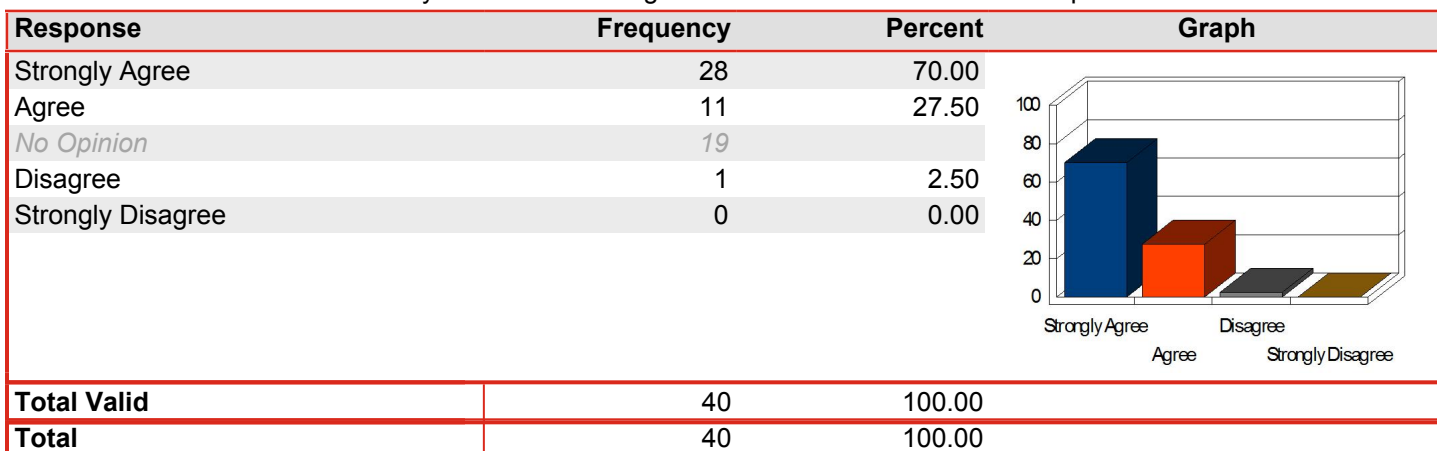 Response Frequency Percent Graph
Strongly Agree 28 70.00
Agree 11 27.50
No Opinion 19
Disagree 1 2.50
Strongly Disagree 0 0.00
100
80
60
40
20
0
Strongly Agree Disagree
Agree Strongly Disagree
Total Valid 40 100.00
Total 40 100.00